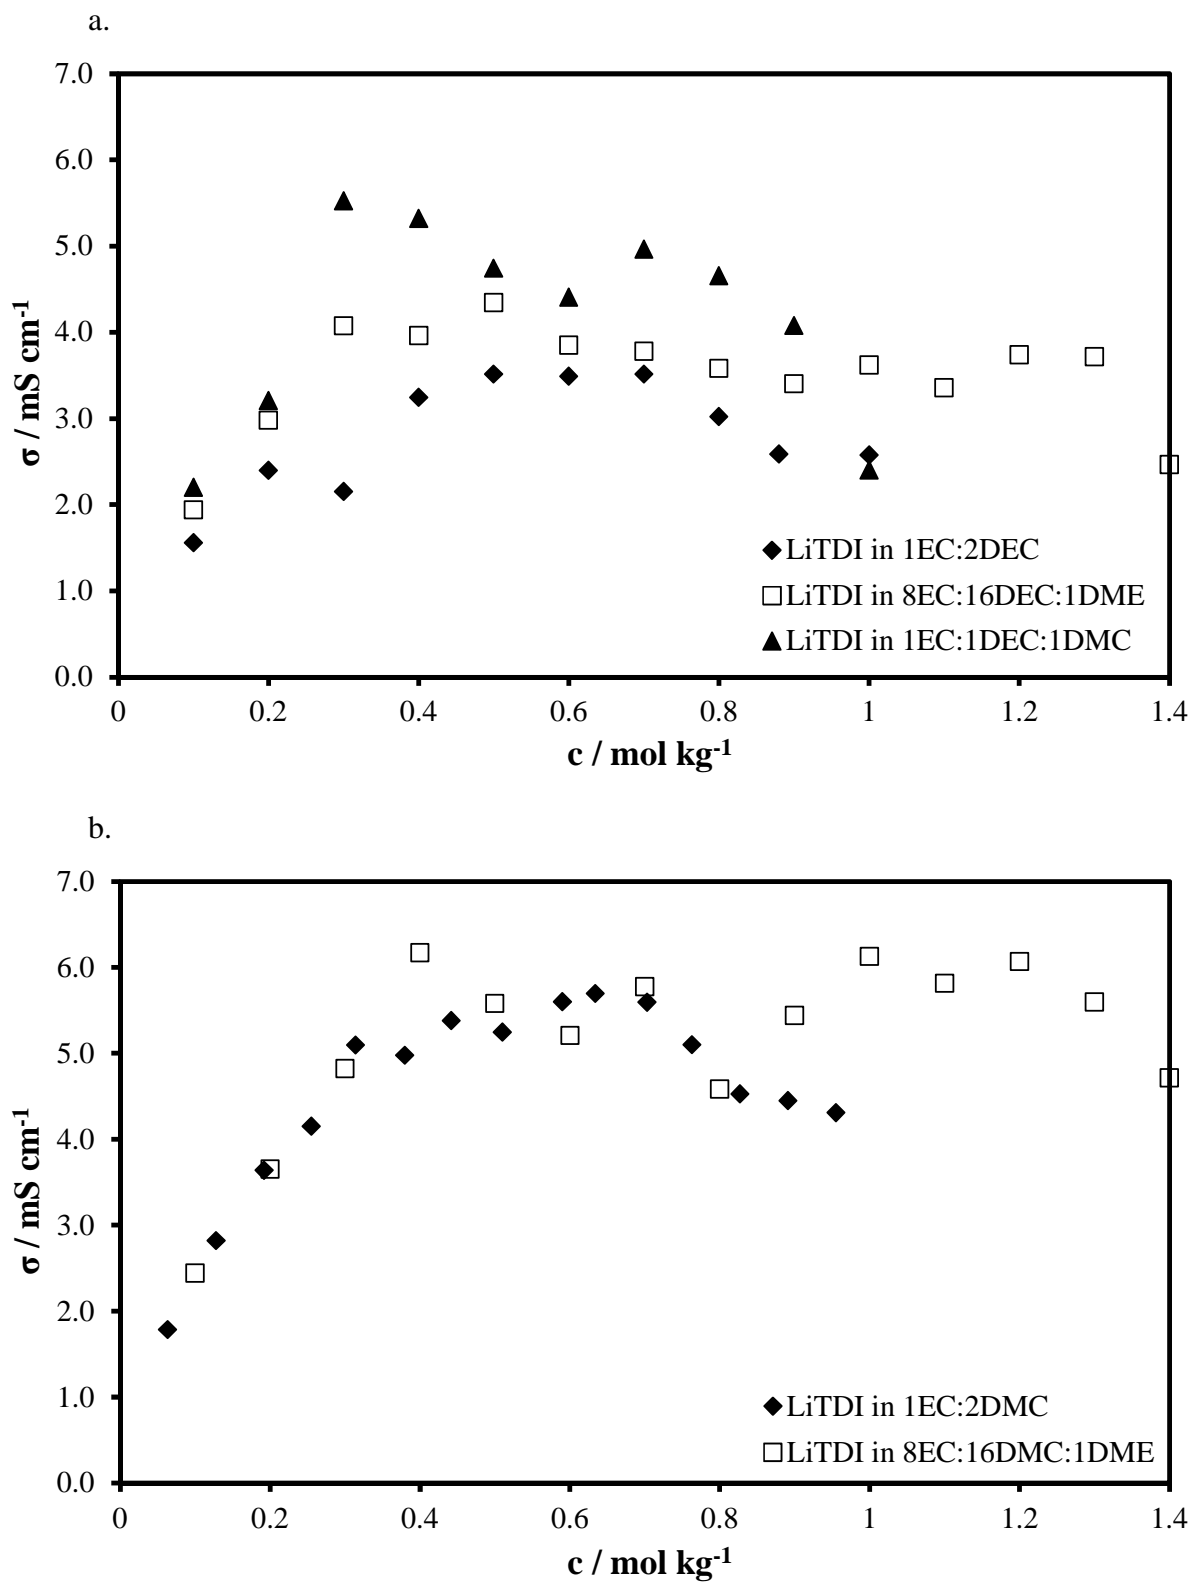 a.
7.0
6.0
5.0
4.0
3.0
2.0
1.0
0.0
σ / mS cm⁻¹
0 0.2 0.4 0.6 0.8 1 1.2 1.4
c / mol kg⁻¹
LiTDI in 1EC:2DEC
LiTDI in 8EC:16DEC:1DME
LiTDI in 1EC:1DEC:1DMC
b.
7.0
6.0
5.0
4.0
3.0
2.0
1.0
0.0
σ / mS cm⁻¹
0 0.2 0.4 0.6 0.8 1 1.2 1.4
c / mol kg⁻¹
LiTDI in 1EC:2DMC
LiTDI in 8EC:16DMC:1DME